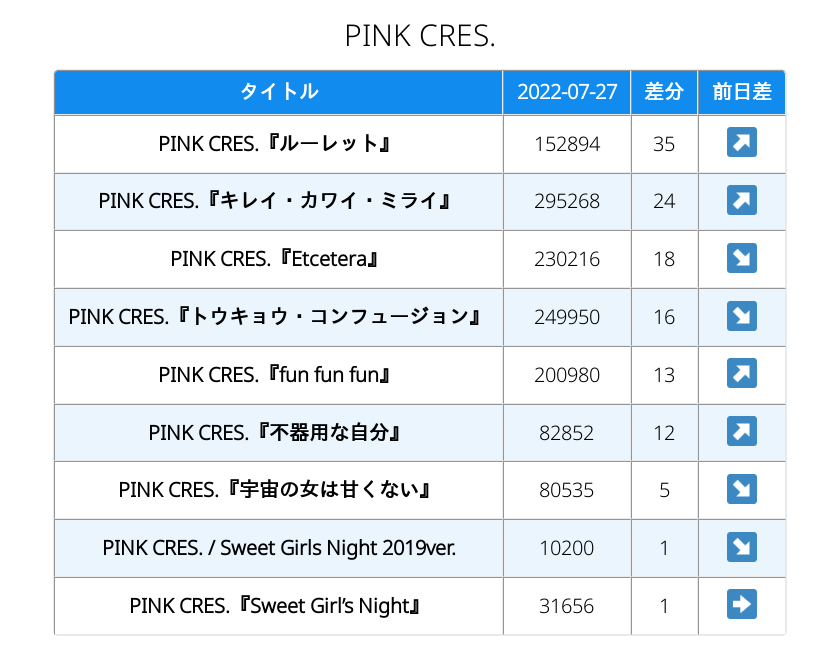 PINK CRES.
タイトル 2022-07-27 差分 前日差
PINK CRES.『ルーレット』 152894 35 ↗
PINK CRES.『キレイ・カワイ・ミライ』 295268 24 ↗
PINK CRES.『Etcetera』 230216 18 ↘
PINK CRES.『トウキョウ・コンフュージョン』 249950 16 ↘
PINK CRES.『fun fun fun』 200980 13 ↗
PINK CRES.『不器用な自分』 82852 12 ↗
PINK CRES.『宇宙の女は甘くない』 80535 5 ↘
PINK CRES. / Sweet Girls Night 2019ver. 10200 1 ↘
PINK CRES.『Sweet Girl’s Night』 31656 1 ➡